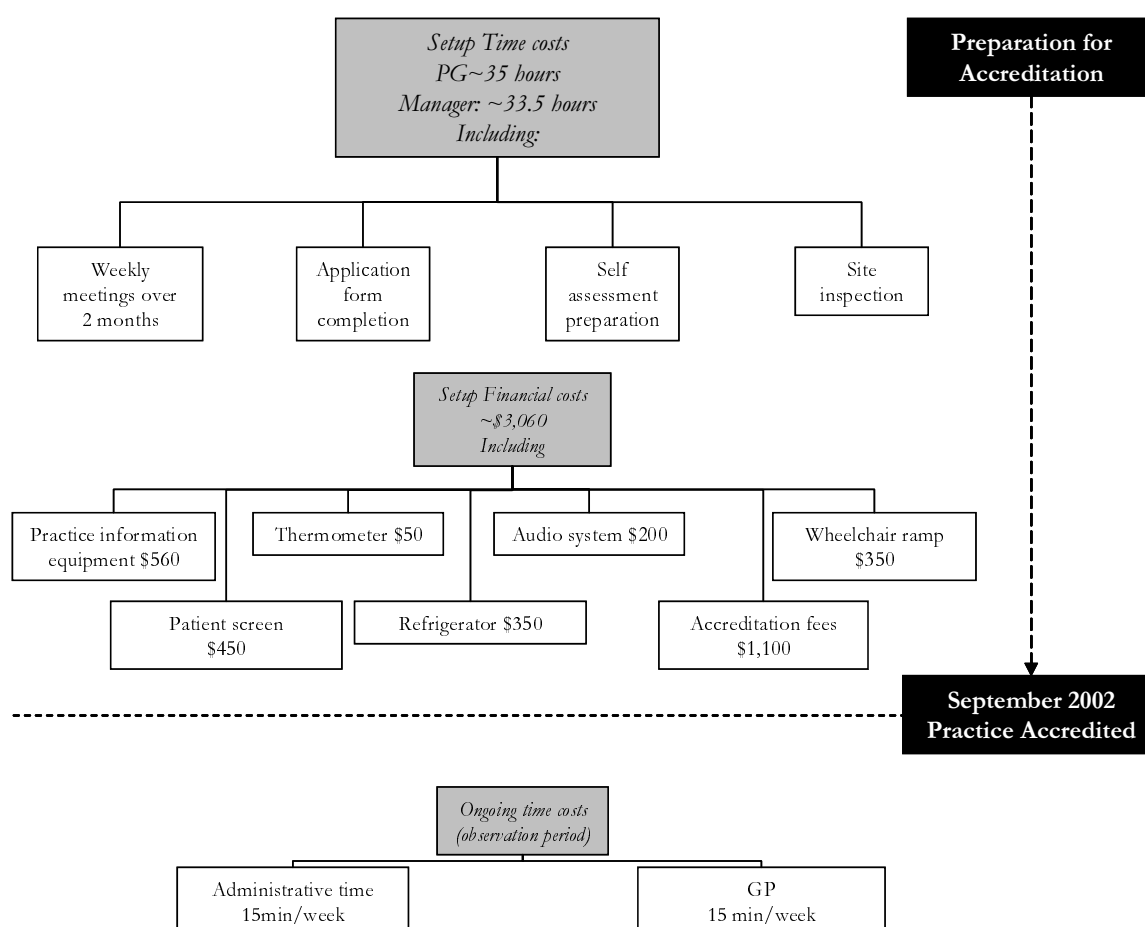 Setup Time costs
PG~35 hours
Manager: ~33.5 hours
Including:
Preparation for
Accreditation
Weekly
meetings over
2 months
Application
form
completion
Self
assessment
preparation
Site
inspection
Setup Financial costs
~$3,060
Including
Practice information
equipment $560
Thermometer $50
Audio system $200
Wheelchair ramp
$350
Patient screen
$450
Refrigerator $350
Accreditation fees
$1,100
September 2002
Practice Accredited
Ongoing time costs
(observation period)
Administrative time
15min/week
GP
15 min/week